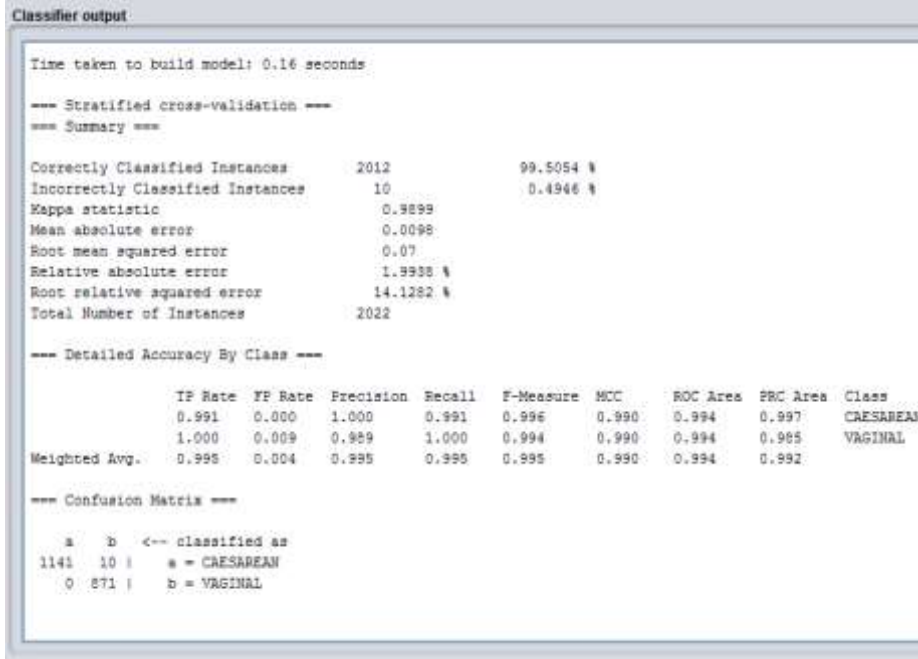 Classifier output
Time taken to build model: 0.16 seconds
=== Stratified cross-validation ===
=== Summary ===
Correctly Classified Instances 2012 99.5054 %
Incorrectly Classified Instances 10 0.4946 %
Kappa statistic 0.9899
Mean absolute error 0.0098
Root mean squared error 0.07
Relative absolute error 1.9938 %
Root relative squared error 14.1282 %
Total Number of Instances 2022
=== Detailed Accuracy By Class ===
TP Rate FP Rate Precision Recall F-Measure MCC ROC Area PRC Area Class
0.991 0.000 1.000 0.991 0.996 0.990 0.994 0.997 CAESAREAN
1.000 0.009 0.989 1.000 0.994 0.990 0.994 0.985 VAGINAL
Weighted Avg. 0.995 0.004 0.995 0.995 0.995 0.990 0.994 0.992
=== Confusion Matrix ===
a b <-- classified as
1141 10 | a = CAESAREAN
0 871 | b = VAGINAL